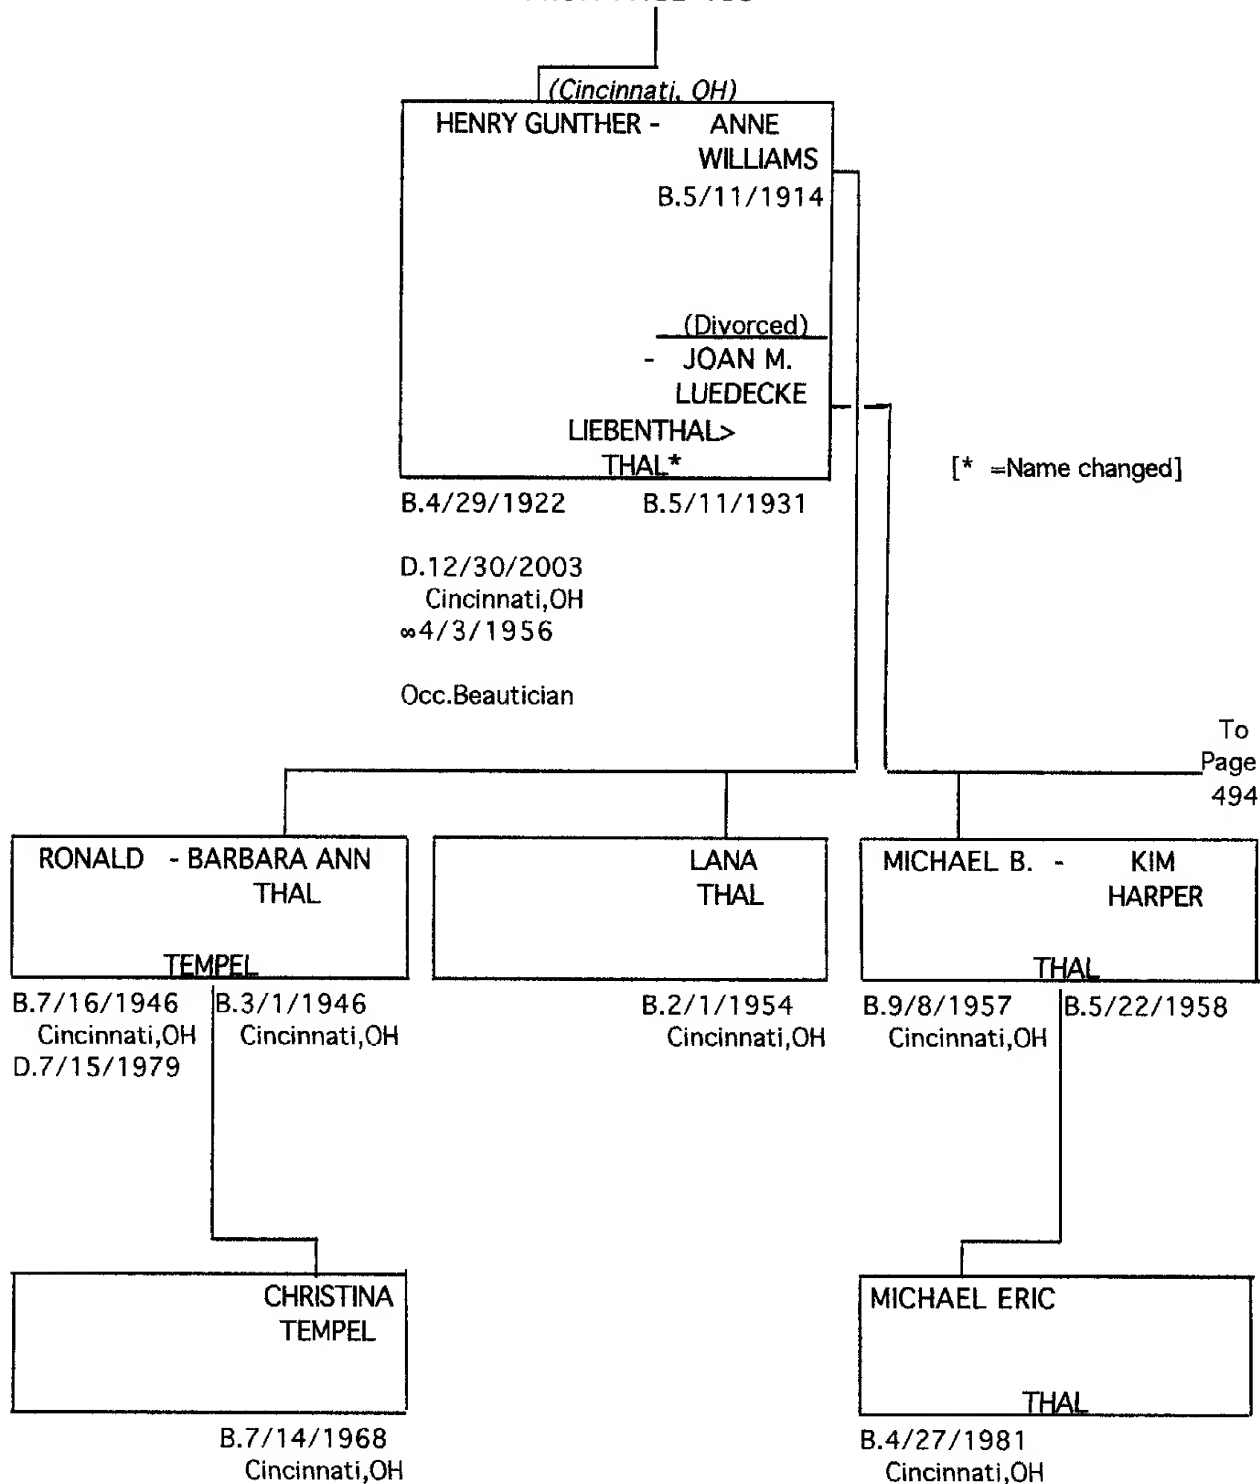 (Cincinnati, OH)
HENRY GUNTHER - ANNE
WILLIAMS
B.5/11/1914
(Divorced)
- JOAN M.
LUEDECKE
LIEBENTHAL>
THAL*
[* =Name changed]
B.4/29/1922 B.5/11/1931
D.12/30/2003
Cincinnati,OH
∞4/3/1956
Occ.Beautician
To
Page
494
RONALD - BARBARA ANN
THAL
TEMPEL
B.7/16/1946 B.3/1/1946
Cincinnati,OH Cincinnati,OH
D.7/15/1979
LANA
THAL
B.2/1/1954
Cincinnati,OH
MICHAEL B. - KIM
HARPER
THAL
B.9/8/1957 B.5/22/1958
Cincinnati,OH
CHRISTINA
TEMPEL
B.7/14/1968
Cincinnati,OH
MICHAEL ERIC
THAL
B.4/27/1981
Cincinnati,OH